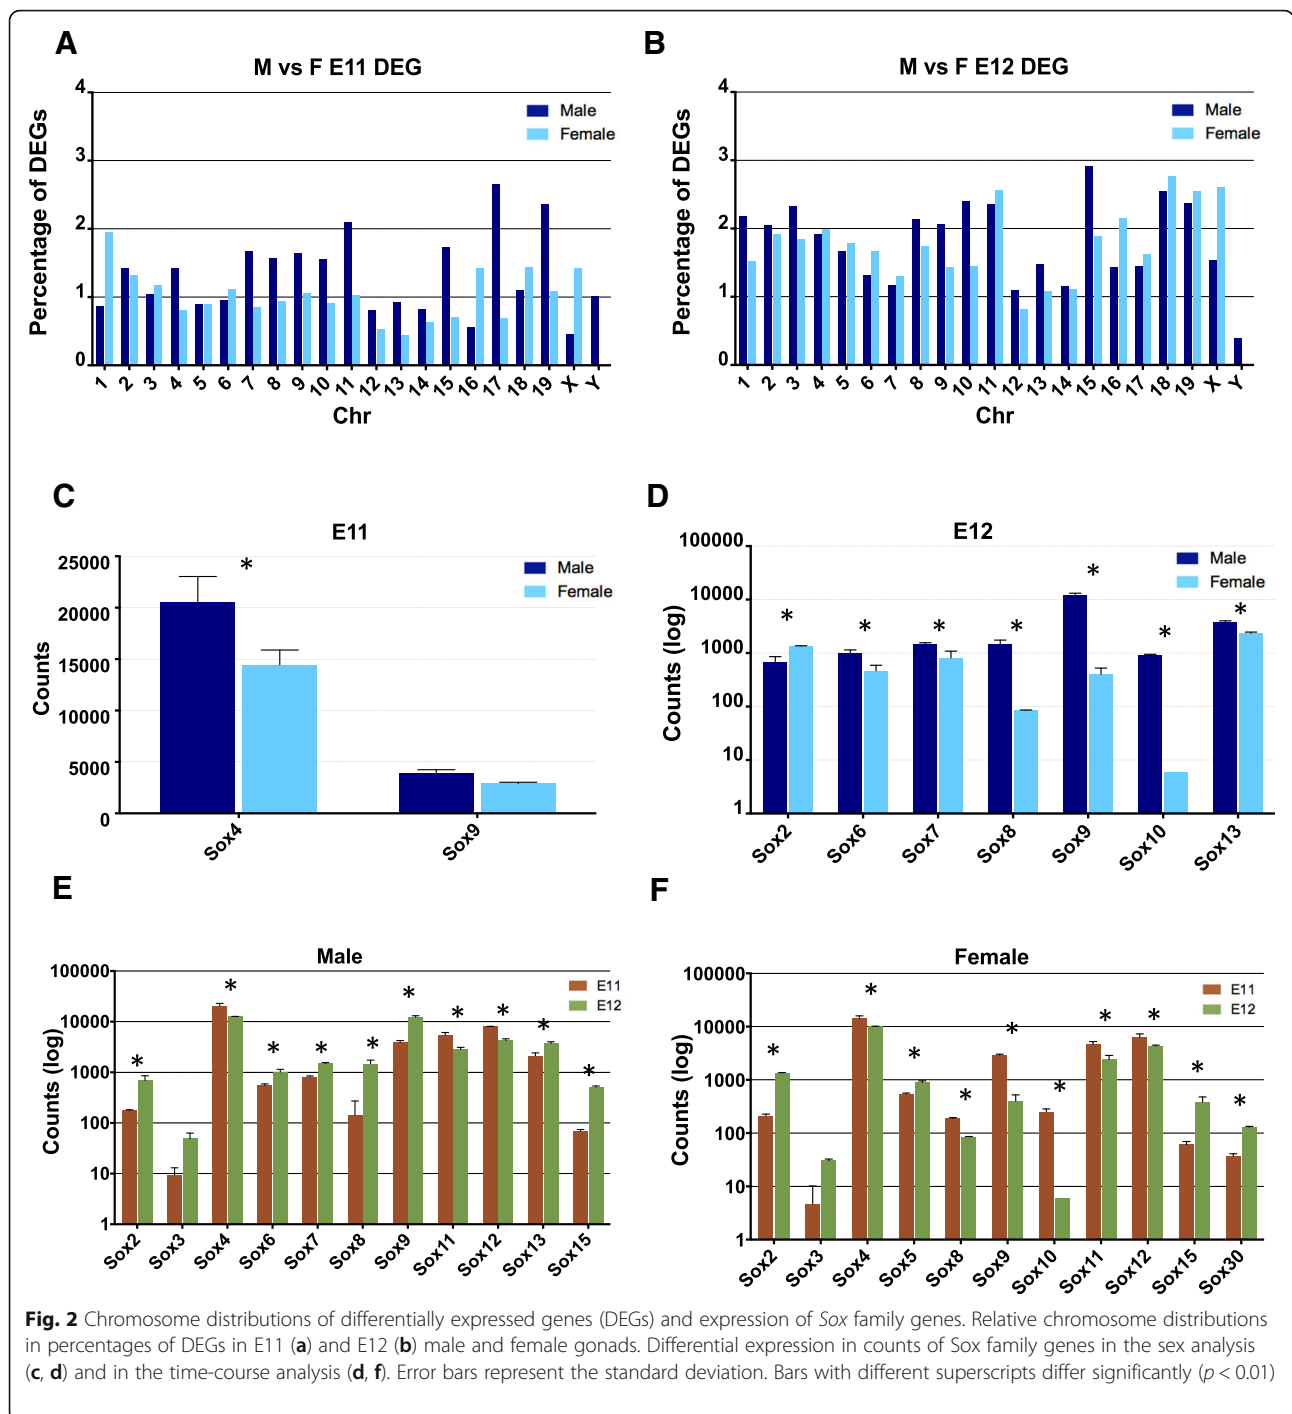 A
M vs F E11 DEG
Percentage of DEGs
4
3
2
1
0
Male
Female
1 2 3 4 5 6 7 8 9 10 11 12 13 14 15 16 17 18 19 X Y
Chr
B
M vs F E12 DEG
Percentage of DEGs
4
3
2
1
0
Male
Female
1 2 3 4 5 6 7 8 9 10 11 12 13 14 15 16 17 18 19 X Y
Chr
C
E11
Counts
25000
20000
15000
10000
5000
0
*
Male
Female
Sox4 Sox9
D
E12
Counts (log)
100000
10000
1000
100
10
1
Male
Female
* * * * * * *
Sox2 Sox6 Sox7 Sox8 Sox9 Sox10 Sox13
E
Male
Counts (log)
100000
10000
1000
100
10
1
E11
E12
* * * * * * * * * *
Sox2 Sox3 Sox4 Sox6 Sox7 Sox8 Sox9 Sox11 Sox12 Sox13 Sox15
F
Female
Counts (log)
100000
10000
1000
100
10
1
E11
E12
* * * * * * * * * *
Sox2 Sox3 Sox4 Sox5 Sox8 Sox9 Sox10 Sox11 Sox12 Sox15 Sox30
Fig. 2 Chromosome distributions of differentially expressed genes (DEGs) and expression of Sox family genes. Relative chromosome distributions
in percentages of DEGs in E11 (a) and E12 (b) male and female gonads. Differential expression in counts of Sox family genes in the sex analysis
(c, d) and in the time-course analysis (d, f). Error bars represent the standard deviation. Bars with different superscripts differ significantly (p < 0.01)